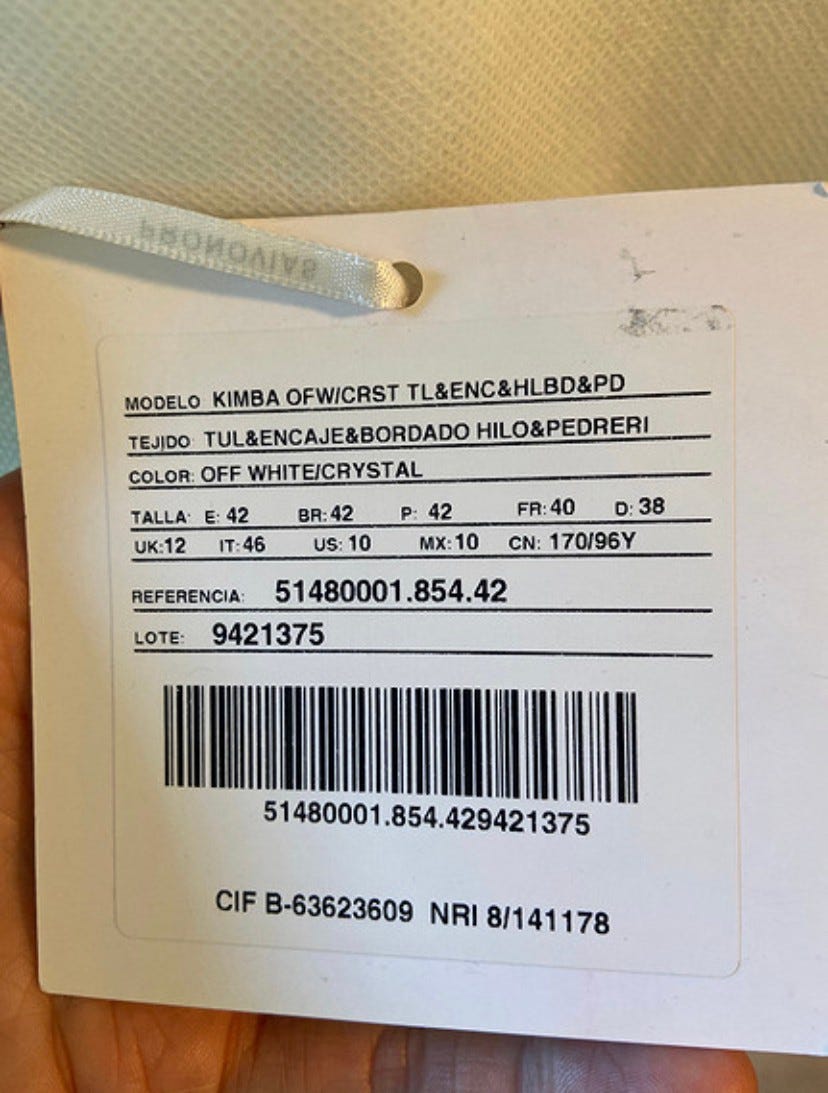 PRONOVIAS
MODELO KIMBA OFW/CRST TL&ENC&HLBD&PD
TEJIDO TUL&ENCAJE&BORDADO HILO&PEDRERI
COLOR: OFF WHITE/CRYSTAL
TALLA: E: 42 BR: 42 P: 42 FR: 40 D: 38
UK:12 IT: 46 US: 10 MX: 10 CN: 170/96Y
REFERENCIA: 51480001.854.42
LOTE: 9421375
51480001.854.429421375
CIF B-63623609 NRI 8/141178